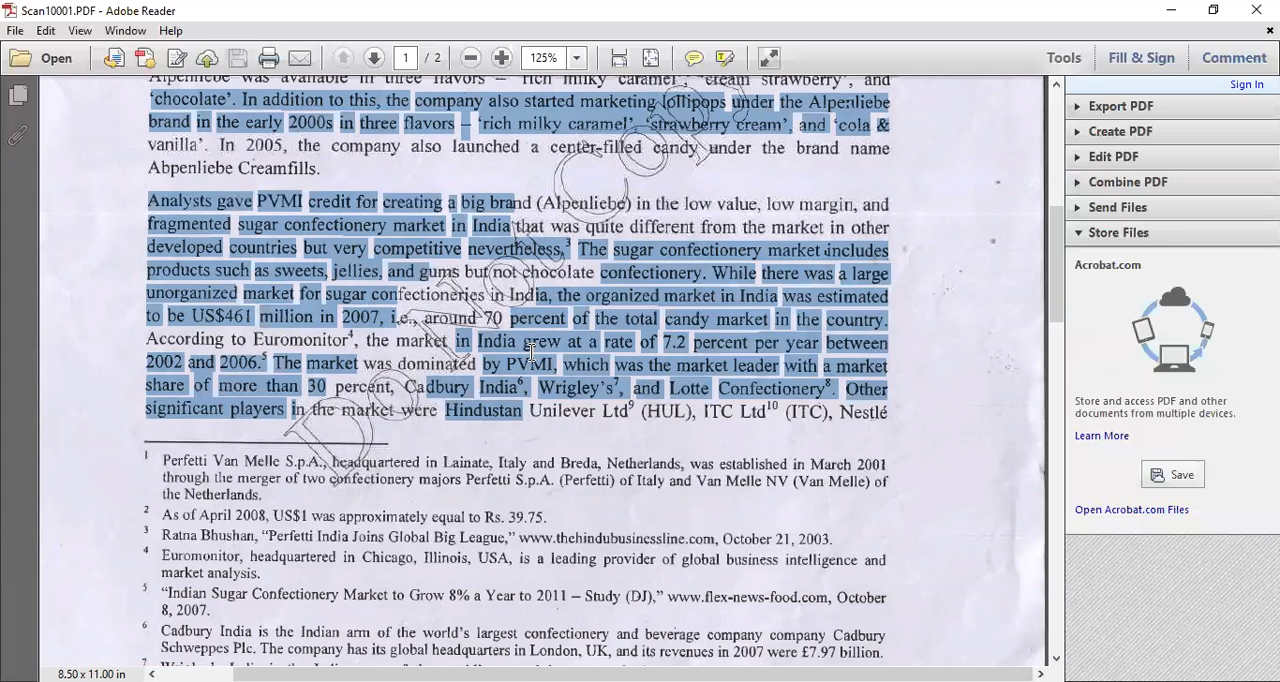 Scan10001.PDF - Adobe Reader
File Edit View Window Help
Open 1 / 2 125% Tools Fill & Sign Comment
Sign In
Alpenliebe was available in three flavors – 'rich milky caramel', 'cream strawberry', and
'chocolate'. In addition to this, the company also started marketing lollipops under the Alpenliebe
brand in the early 2000s in three flavors – 'rich milky caramel', 'strawberry cream', and 'cola &
vanilla'. In 2005, the company also launched a center-filled candy under the brand name
Abpenliebe Creamfills.
Analysts gave PVMI credit for creating a big brand (Alpenliebe) in the low value, low margin, and
fragmented sugar confectionery market in India that was quite different from the market in other
developed countries but very competitive nevertheless.3 The sugar confectionery market includes
products such as sweets, jellies, and gums but not chocolate confectionery. While there was a large
unorganized market for sugar confectioneries in India, the organized market in India was estimated
to be US$461 million in 2007, i.e., around 70 percent of the total candy market in the country.
According to Euromonitor4, the market in India grew at a rate of 7.2 percent per year between
2002 and 2006.5 The market was dominated by PVMI, which was the market leader with a market
share of more than 30 percent, Cadbury India6, Wrigley's7, and Lotte Confectionery8. Other
significant players in the market were Hindustan Unilever Ltd9 (HUL), ITC Ltd10 (ITC), Nestlé
1 Perfetti Van Melle S.p.A., headquartered in Lainate, Italy and Breda, Netherlands, was established in March 2001
through the merger of two confectionery majors Perfetti S.p.A. (Perfetti) of Italy and Van Melle NV (Van Melle) of
the Netherlands.
2 As of April 2008, US$1 was approximately equal to Rs. 39.75.
3 Ratna Bhushan, "Perfetti India Joins Global Big League," www.thehindubusinessline.com, October 21, 2003.
4 Euromonitor, headquartered in Chicago, Illinois, USA, is a leading provider of global business intelligence and
market analysis.
5 "Indian Sugar Confectionery Market to Grow 8% a Year to 2011 – Study (DJ)," www.flex-news-food.com, October
8, 2007.
6 Cadbury India is the Indian arm of the world's largest confectionery and beverage company company Cadbury
Schweppes Plc. The company has its global headquarters in London, UK, and its revenues in 2007 were £7.97 billion.
7
Do Not Copy
Export PDF
Create PDF
Edit PDF
Combine PDF
Send Files
Store Files
Acrobat.com
Store and access PDF and other
documents from multiple devices.
Learn More
Save
Open Acrobat.com Files
8.50 x 11.00 in